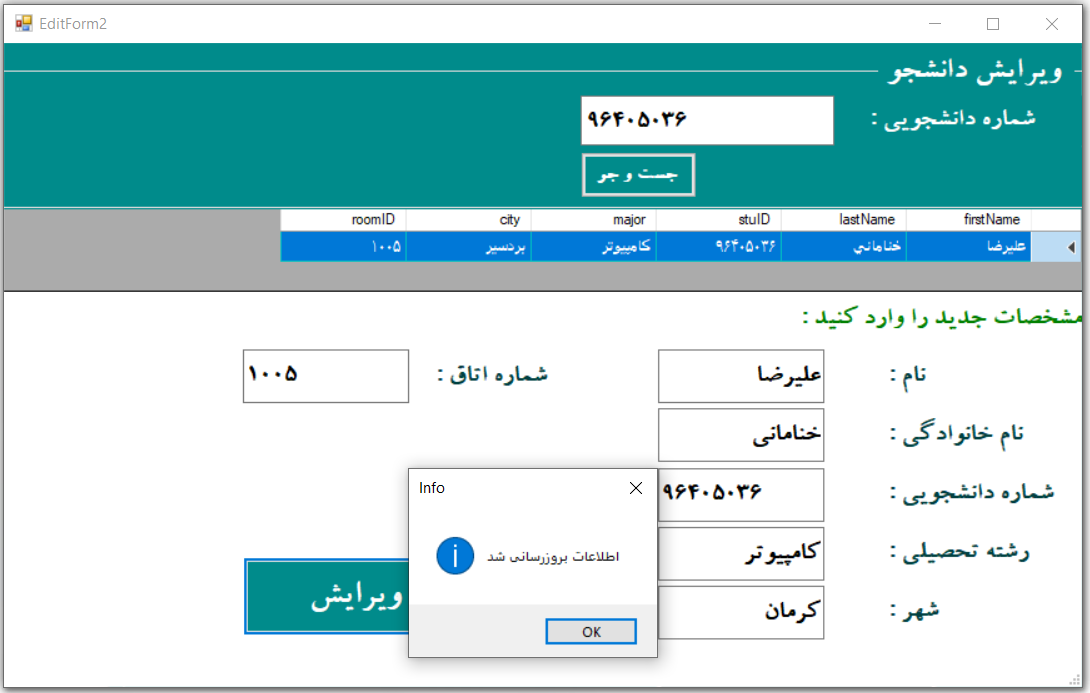 EditForm2
ویرایش دانشجو
شماره دانشجویی : ۹۶۴۰۵۰۳۶
جست و جو
firstName lastName stuID major city roomID
علیرضا خنامانی ۹۶۴۰۵۰۳۶ کامپیوتر بردسیر ۱۰۰۵
مشخصات جدید را وارد کنید :
نام : علیرضا شماره اتاق : ۱۰۰۵
نام خانوادگی : خنامانی
شماره دانشجویی : ۹۶۴۰۵۰۳۶
رشته تحصیلی : کامپیوتر
شهر : کرمان
ویرایش
Info
اطلاعات بروزرسانی شد
OK